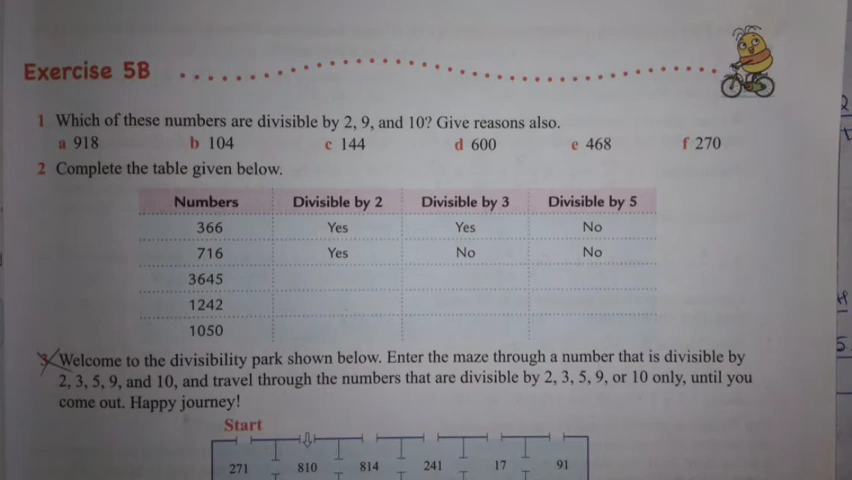 Exercise 5B
1 Which of these numbers are divisible by 2, 9, and 10? Give reasons also.
a 918 b 104 c 144 d 600 e 468 f 270
2 Complete the table given below.
Numbers Divisible by 2 Divisible by 3 Divisible by 5
366 Yes Yes No
716 Yes No No
3645
1242
1050
3 Welcome to the divisibility park shown below. Enter the maze through a number that is divisible by
2, 3, 5, 9, and 10, and travel through the numbers that are divisible by 2, 3, 5, 9, or 10 only, until you
come out. Happy journey!
Start
271 810 814 241 17 91